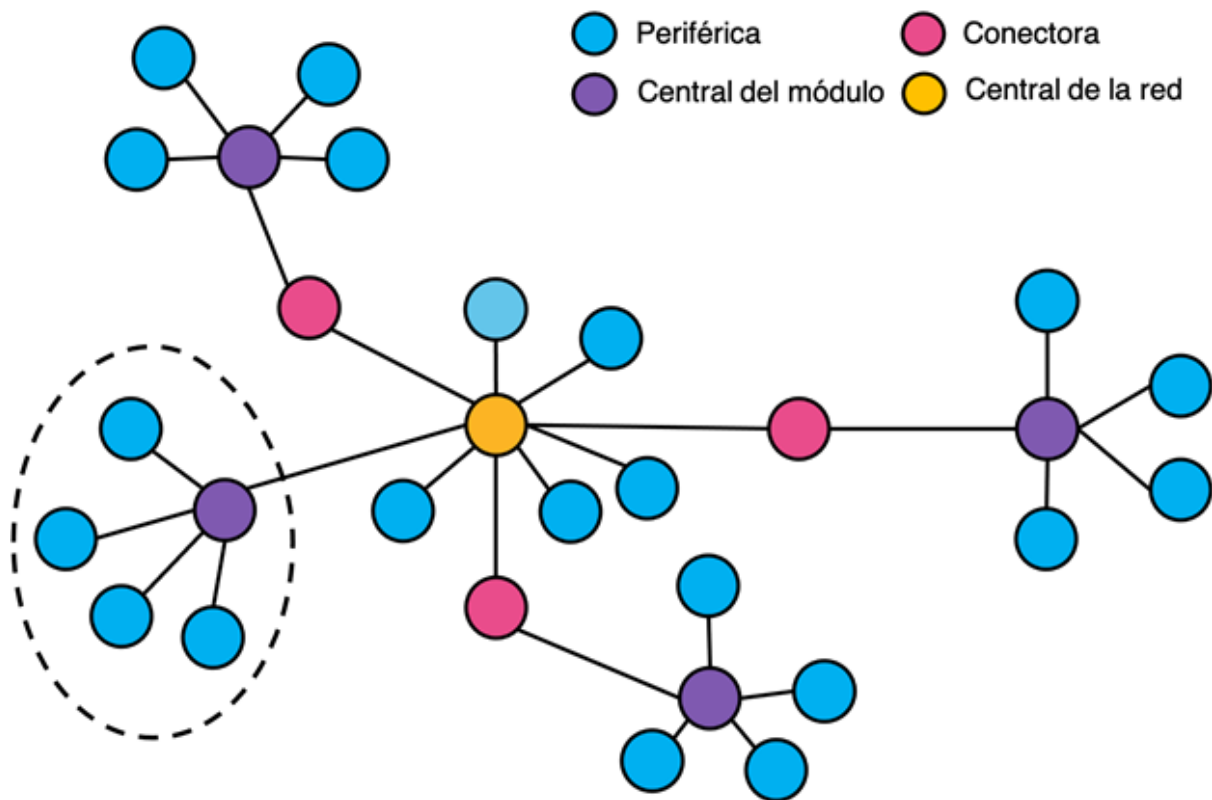 Periférica
Conectora
Central del módulo
Central de la red